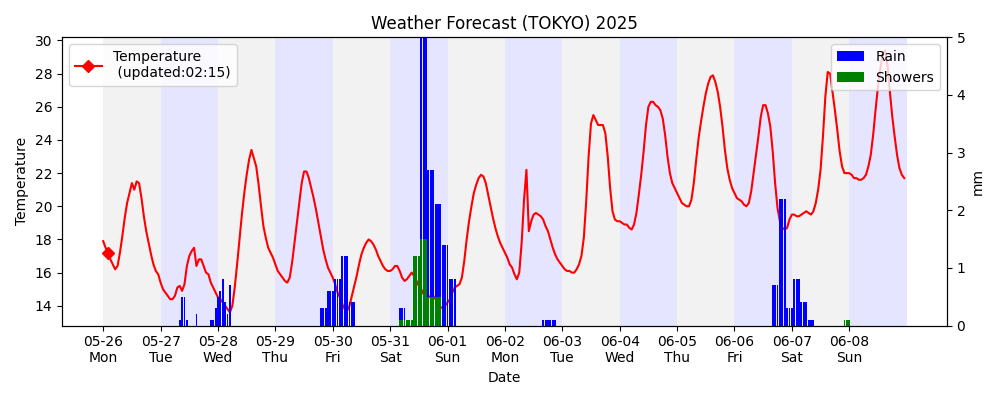 Weather Forecast (TOKYO) 2025
Temperature
(updated:02:15)
Rain
Showers
30
28
26
24
22
20
18
16
14
Temperature
5
4
3
2
1
0
mm
05-26 05-27 05-28 05-29 05-30 05-31 06-01 06-02 06-03 06-04 06-05 06-06 06-07 06-08
Mon Tue Wed Thu Fri Sat Sun Mon Tue Wed Thu Fri Sat Sun
Date